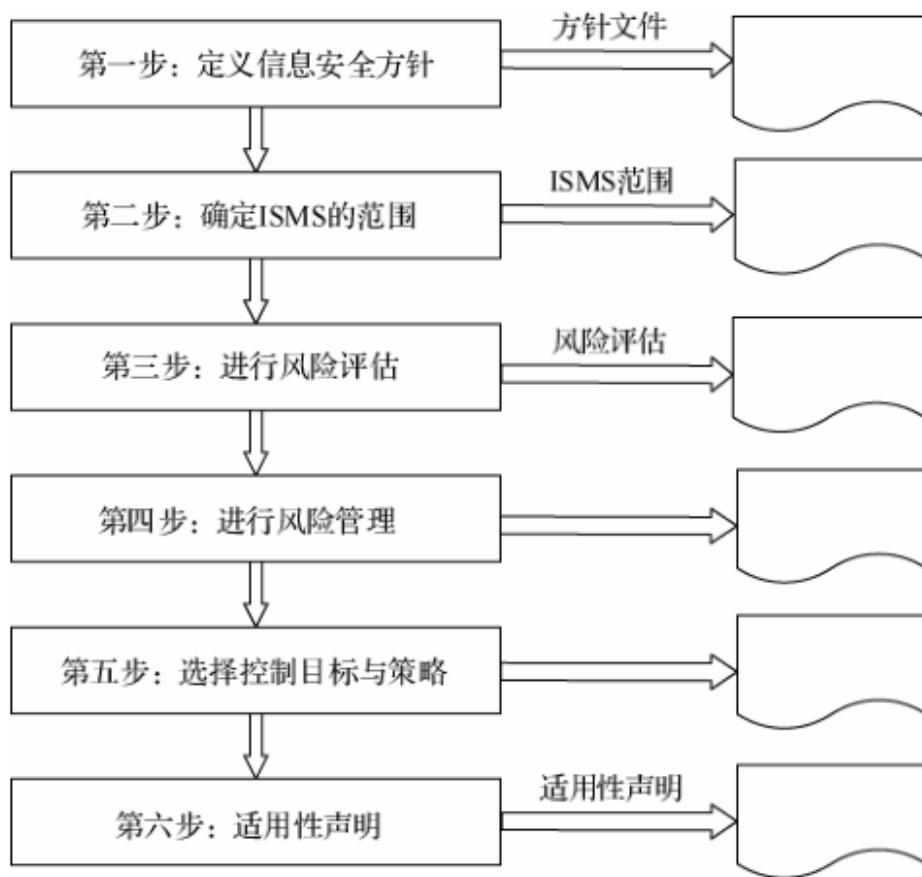 第一步：定义信息安全方针
方针文件
第二步：确定ISMS的范围
ISMS范围
第三步：进行风险评估
风险评估
第四步：进行风险管理
第五步：选择控制目标与策略
第六步：适用性声明
适用性声明